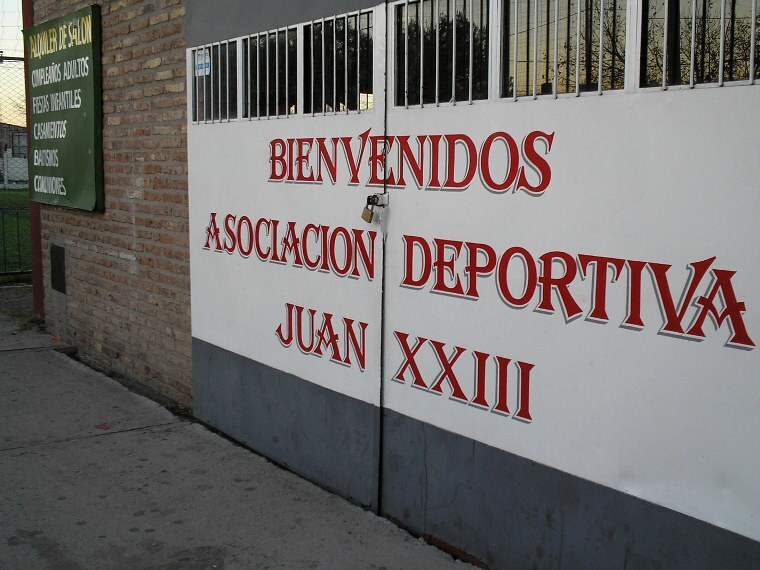 ALQUILER DE SALON
CUMPLEAÑOS ADULTOS
FIESTAS INFANTILES
CASAMIENTOS
BAUTISMOS
COMUNIONES
BIENVENIDOS
ASOCIACION DEPORTIVA
JUAN XXIII